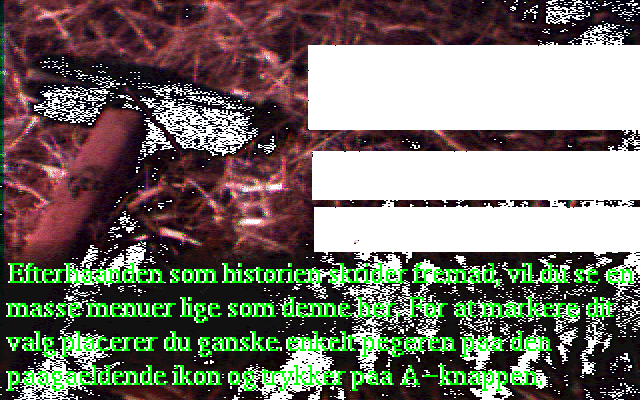 Efterhaanden som historien skrider fremad, vil du se en
masse menuer lige som denne her. For at markere dit
valg placerer du ganske enkelt pegeren paa den
paagaeldende ikon og trykker paa A-knappen.